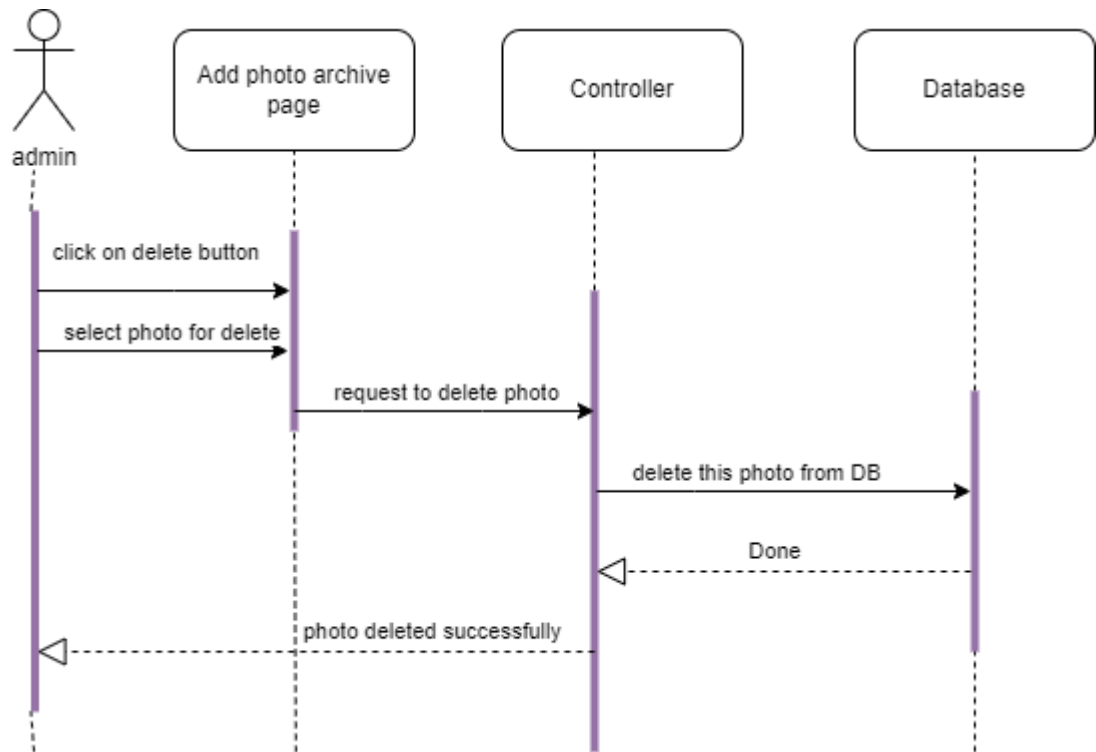 Add photo archive
page
Controller
Database
admin
click on delete button
select photo for delete
request to delete photo
delete this photo from DB
Done
photo deleted successfully